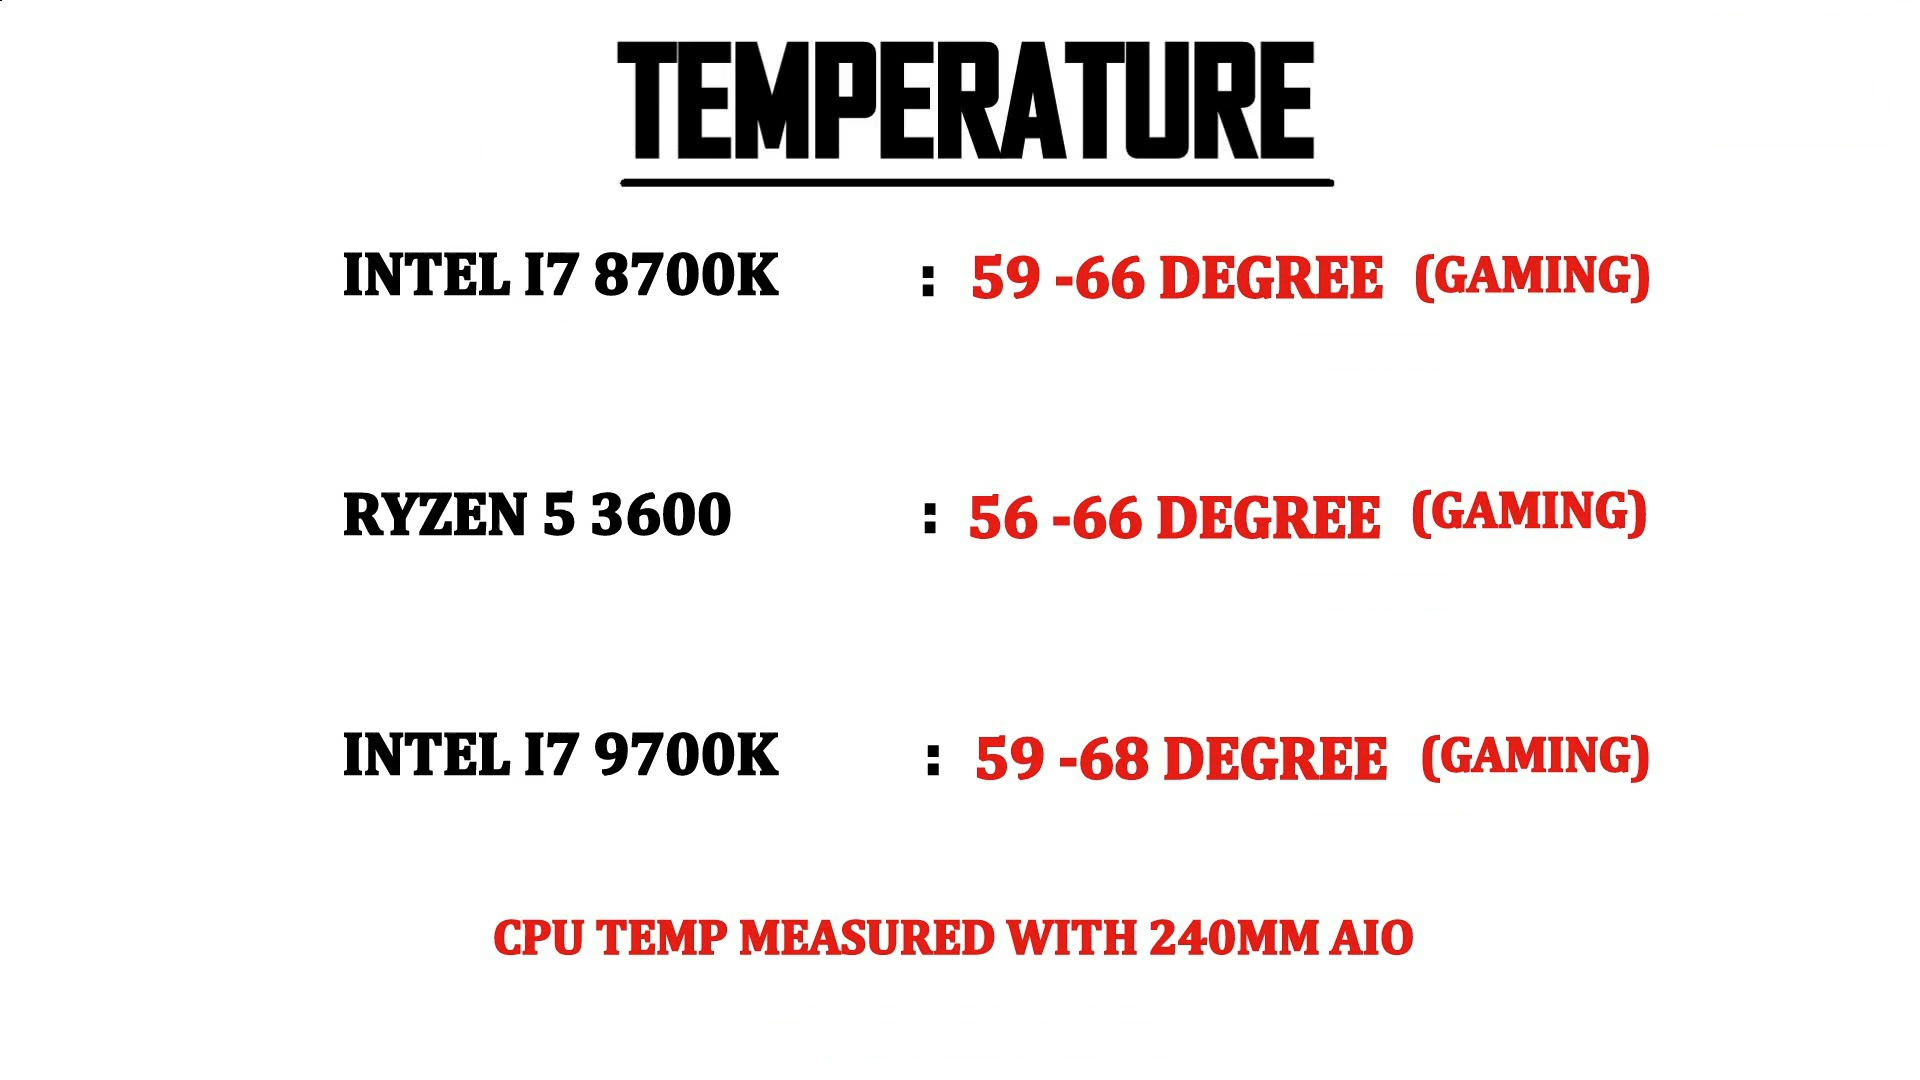 TEMPERATURE
INTEL I7 8700K : 59 -66 DEGREE (GAMING)
RYZEN 5 3600 : 56 -66 DEGREE (GAMING)
INTEL I7 9700K : 59 -68 DEGREE (GAMING)
CPU TEMP MEASURED WITH 240MM AIO